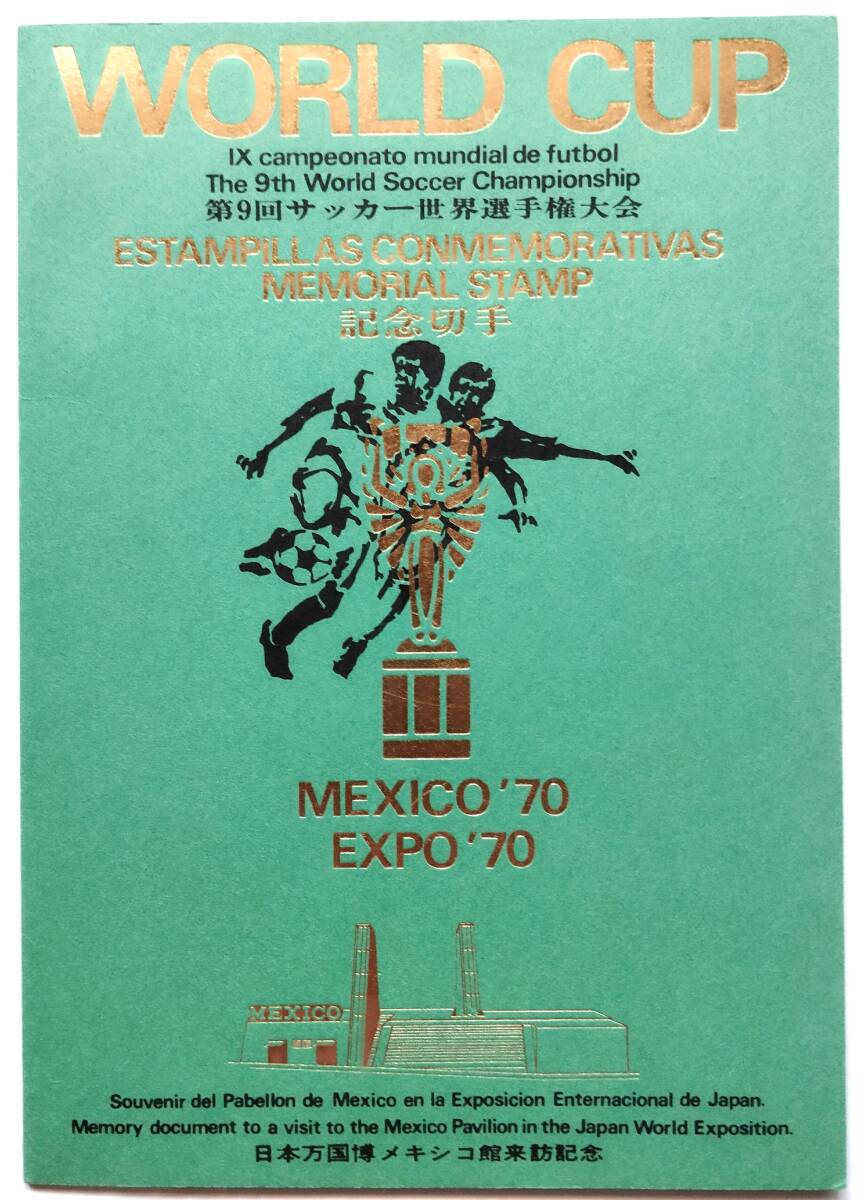 WORLD CUP
IX campeonato mundial de futbol
The 9th World Soccer Championship
第9回サッカー世界選手権大会
ESTAMPILLAS CONMEMORATIVAS
MEMORIAL STAMP
記念切手
MEXICO '70
EXPO '70
MEXICO
Souvenir del Pabellon de Mexico en la Exposicion Enternacional de Japan.
Memory document to a visit to the Mexico Pavilion in the Japan World Exposition.
日本万国博メキシコ館来訪記念